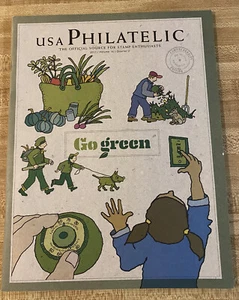 USA PHILATELIC
THE OFFICIAL SOURCE FOR STAMP ENTHUSIASTS
Go green